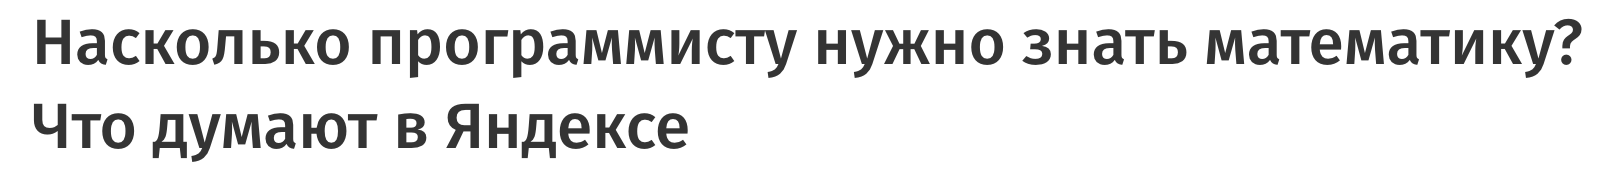 Насколько программисту нужно знать математику?
Что думают в Яндексе